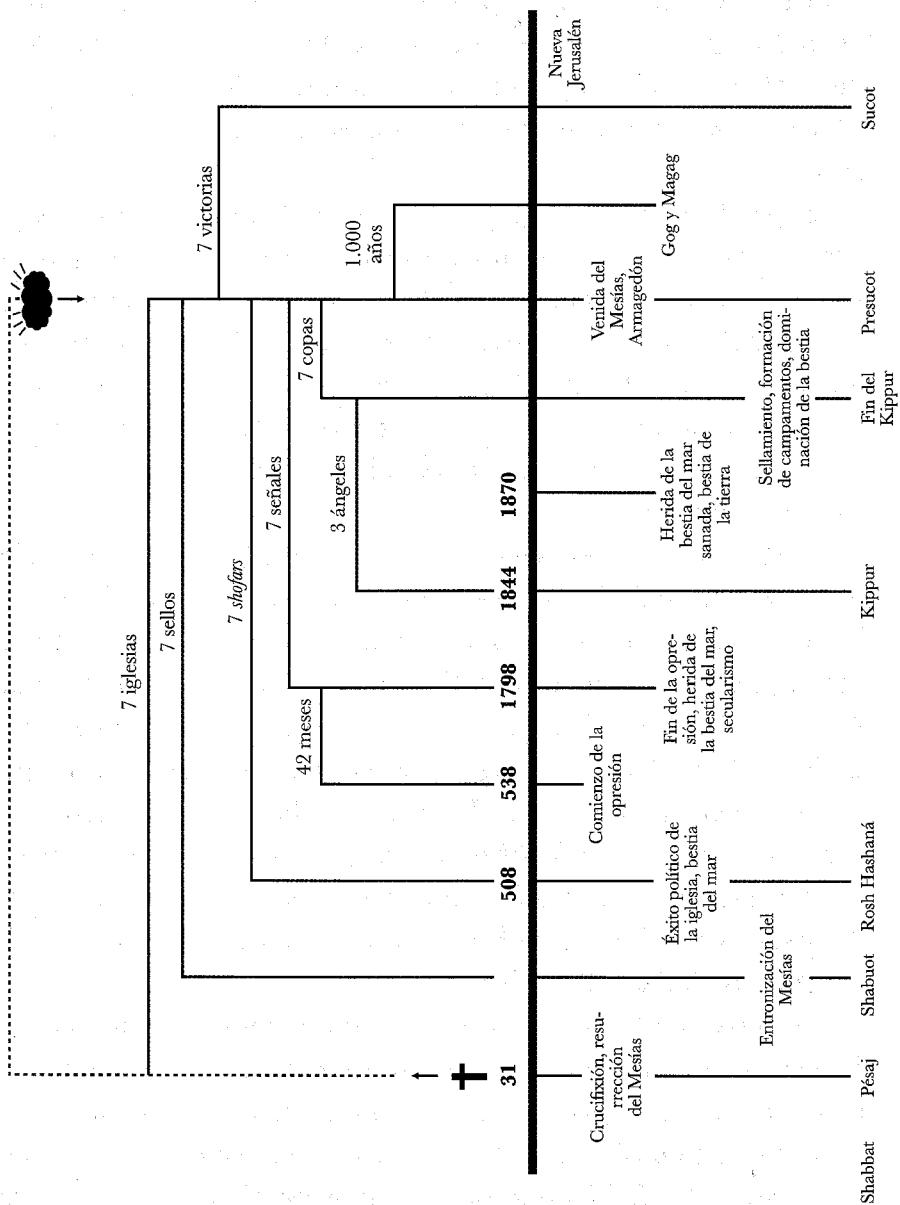 7 iglesias
7 sellos
7 victorias
7 shofars
7 señales
1.000
años
7 copas
42 meses
3 ángeles
31
508
538
1798
1844
1870
Nueva
Jerusalén
Crucifixión, resu-
rrección
del Mesías
Entronización del
Mesías
Éxito político de
la iglesia, bestia
del mar
Comienzo de la
opresión
Fin de la opre-
sión, herida de
la bestia del mar,
secularismo
Herida de la
bestia del mar
sanada, bestia de
la tierra
Sellamiento, formación
de campamentos, domi-
nación de la bestia
Venida del
Mesías,
Armagedón
Gog y Magag
Shabbat
Pésaj
Shabuot
Rosh Hashaná
Kippur
Fin del
Kippur
Presucot
Sucot